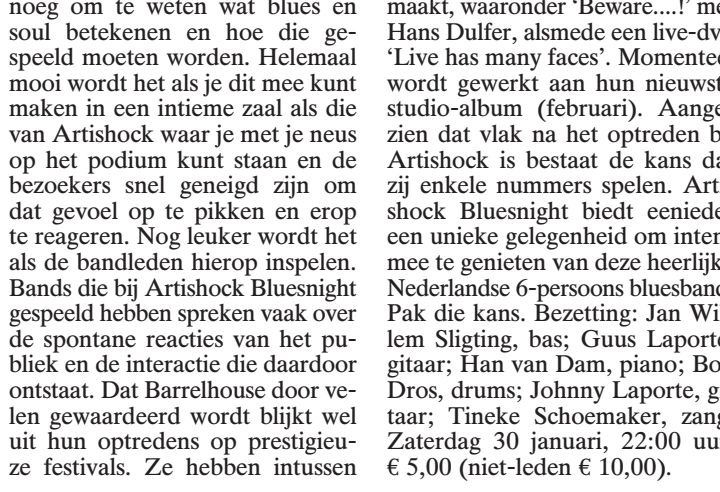 noeg om te weten wat blues en
soul betekenen en hoe die ge-
speeld moeten worden. Helemaal
mooi wordt het als je dit mee kunt
maken in een intieme zaal als die
van Artishock waar je met je neus
op het podium kunt staan en de
bezoekers snel geneigd zijn om
dat gevoel op te pikken en erop
te reageren. Nog leuker wordt het
als de bandleden hierop inspelen.
Bands die bij Artishock Bluesnight
gespeeld hebben spreken vaak over
de spontane reacties van het pu-
bliek en de interactie die daardoor
ontstaat. Dat Barrelhouse door ve-
len gewaardeerd wordt blijkt wel
uit hun optredens op prestigieu-
ze festivals. Ze hebben intussen
maakt, waaronder ‘Beware....!’ me
Hans Dulfer, alsmede een live-dv
‘Live has many faces’. Momentee
wordt gewerkt aan hun nieuwst
studio-album (februari). Aange
zien dat vlak na het optreden b
Artishock is bestaat de kans da
zij enkele nummers spelen. Arti
shock Bluesnight biedt eeniede
een unieke gelegenheid om inten
mee te genieten van deze heerlijk
Nederlandse 6-persoons bluesband
Pak die kans. Bezetting: Jan Wil
lem Sligting, bas; Guus Laporte
gitaar; Han van Dam, piano; Bo
Dros, drums; Johnny Laporte, gi
taar; Tineke Schoemaker, zang
Zaterdag 30 januari, 22:00 uur
€ 5,00 (niet-leden € 10,00).